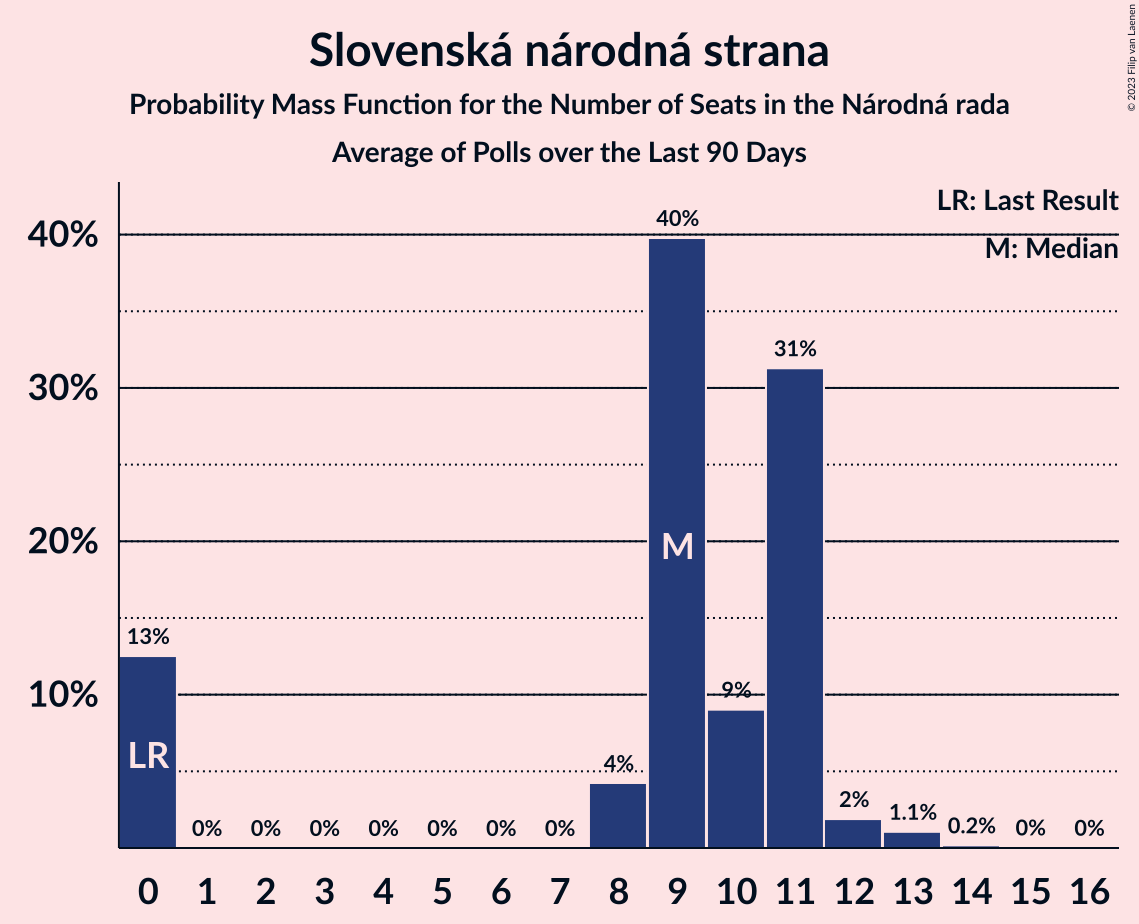 © 2023 Filip van Laenen
Slovenská národná strana
Probability Mass Function for the Number of Seats in the Národná rada
Average of Polls over the Last 90 Days
LR: Last Result
M: Median
40%
30%
20%
10%
13%
0%
0%
0%
0%
0%
0%
0%
4%
40%
9%
31%
2%
1.1%
0.2%
0%
0%
LR
M
0 1 2 3 4 5 6 7 8 9 10 11 12 13 14 15 16